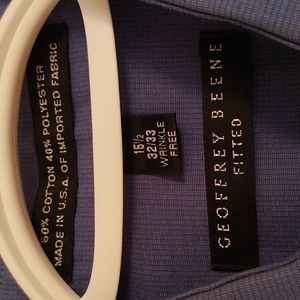 60% COTTON 40% POLYESTER
MADE IN U.S.A. OF IMPORTED FABRIC
15½
32/33
WRINKLE
FREE
GEOFFREY BEENE
FITTED